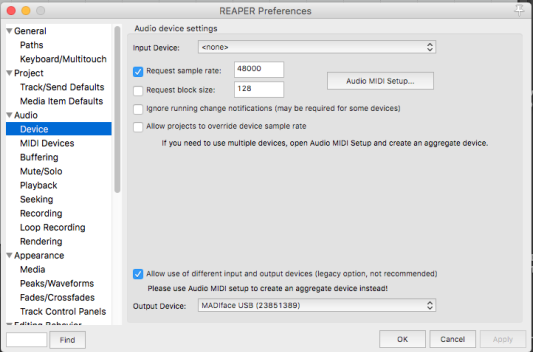 REAPER Preferences
General
Paths
Keyboard/Multitouch
Project
Track/Send Defaults
Media Item Defaults
Audio
Device
MIDI Devices
Buffering
Mute/Solo
Playback
Seeking
Recording
Loop Recording
Rendering
Appearance
Media
Peaks/Waveforms
Fades/Crossfades
Track Control Panels
Editing Behavior
Find
Audio device settings
Input Device: <none>
Request sample rate: 48000
Request block size: 128
Audio MIDI Setup...
Ignore running change notifications (may be required for some devices)
Allow projects to override device sample rate
If you need to use multiple devices, open Audio MIDI Setup and create an aggregate device.
Allow use of different input and output devices (legacy option, not recommended)
Please use Audio MIDI setup to create an aggregate device instead!
Output Device: MADIface USB (23851389)
OK Cancel Apply